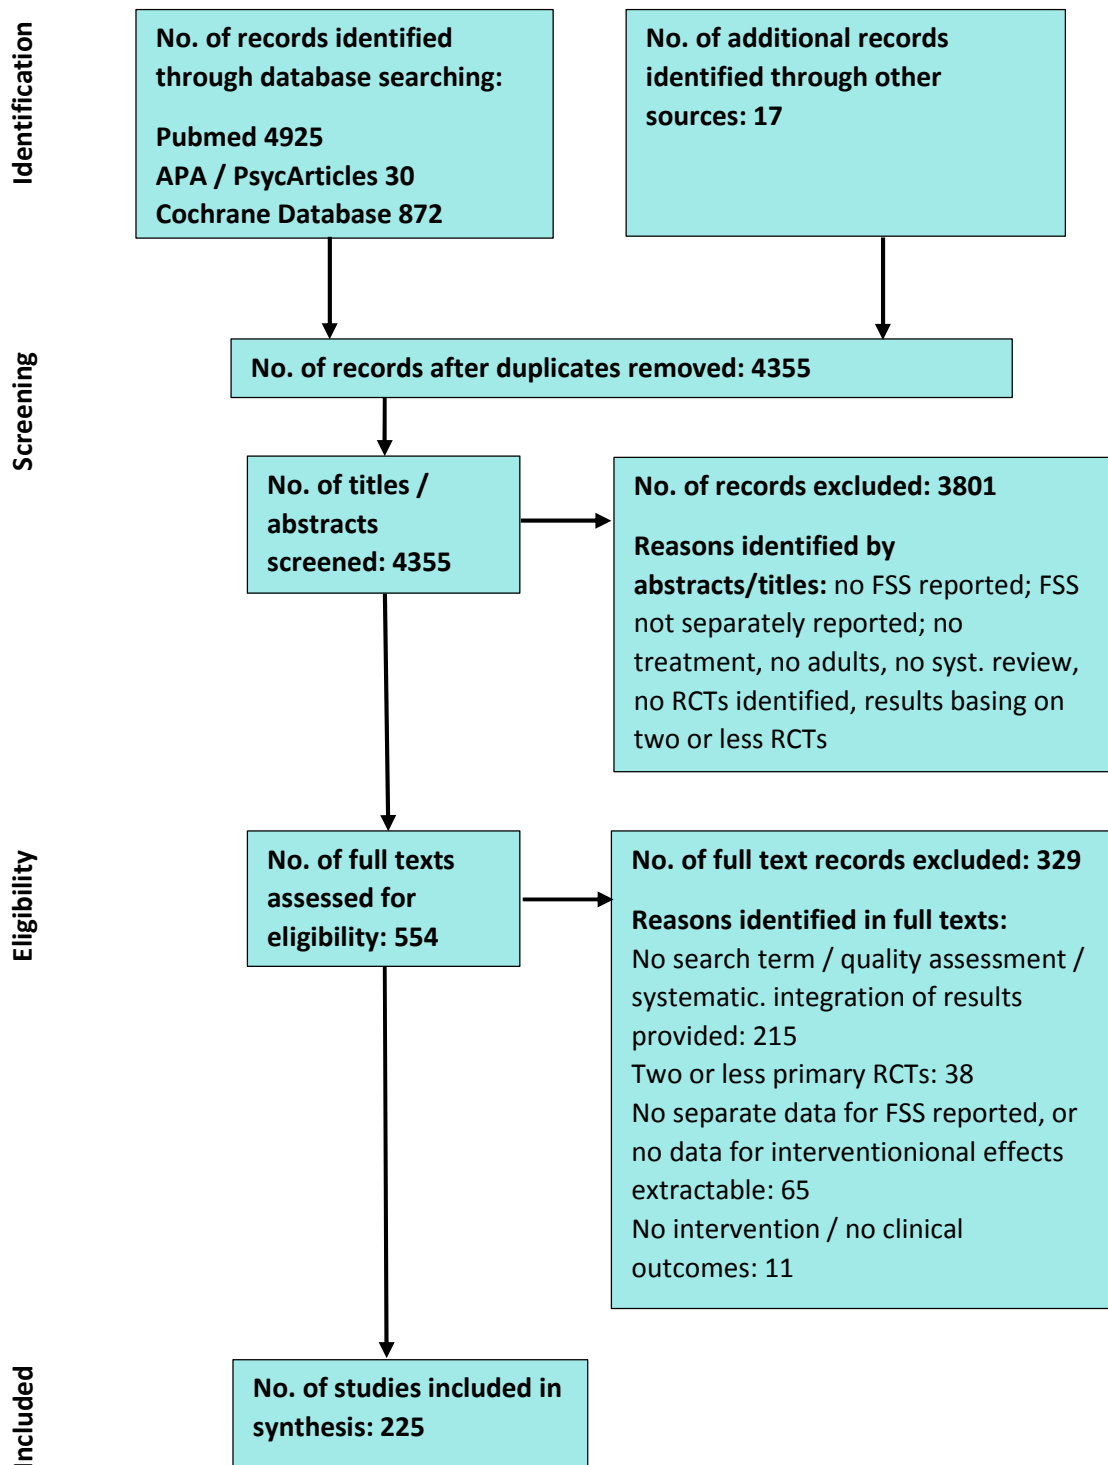 Identification
No. of records identified
through database searching:
Pubmed 4925
APA / PsycArticles 30
Cochrane Database 872
No. of additional records
identified through other
sources: 17
Screening
No. of records after duplicates removed: 4355
No. of titles /
abstracts
screened: 4355
No. of records excluded: 3801
Reasons identified by
abstracts/titles: no FSS reported; FSS
not separately reported; no
treatment, no adults, no syst. review,
no RCTs identified, results basing on
two or less RCTs
Eligibility
No. of full texts
assessed for
eligibility: 554
No. of full text records excluded: 329
Reasons identified in full texts:
No search term / quality assessment /
systematic. integration of results
provided: 215
Two or less primary RCTs: 38
No separate data for FSS reported, or
no data for interventionional effects
extractable: 65
No intervention / no clinical
outcomes: 11
Included
No. of studies included in
synthesis: 225